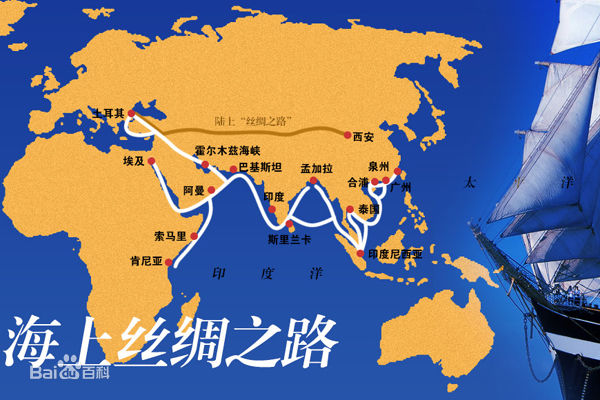 土耳其
陆上“丝绸之路”
西安
霍尔木兹海峡
埃及
巴基斯坦
孟加拉
泉州
合浦
广州
阿曼
印度
泰国
太 洋
索马里
斯里兰卡
印度尼西亚
肯尼亚
印 度 洋
海上丝绸之路
Bai百科